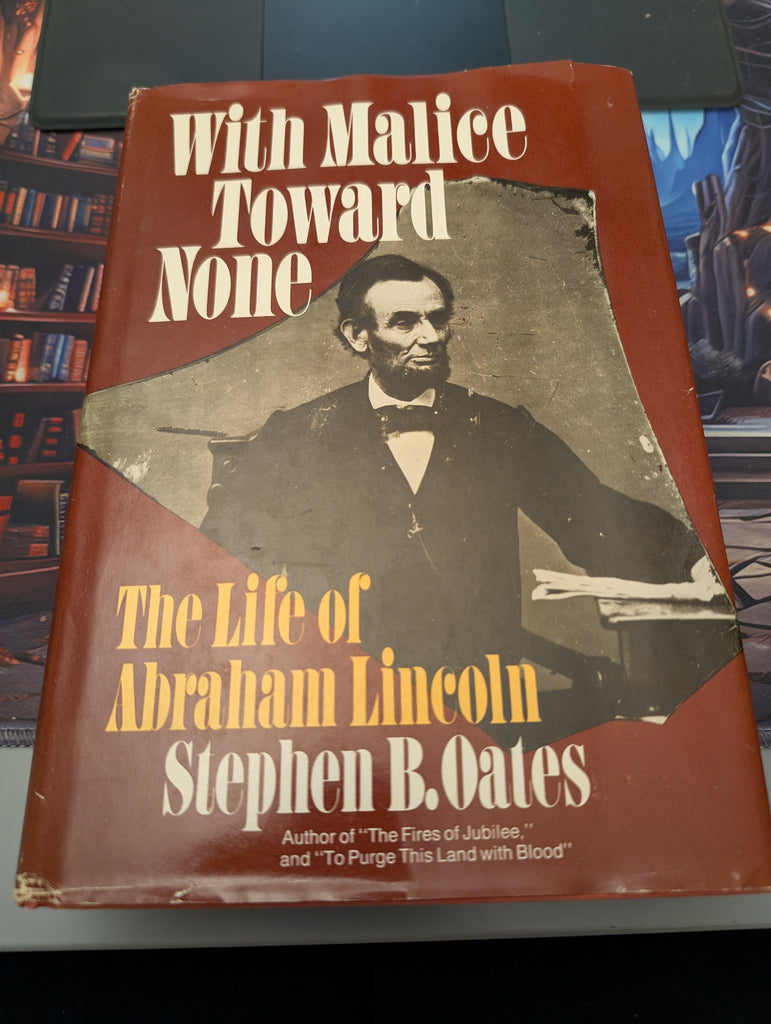 With Malice
Toward
None
The Life of
Abraham Lincoln
Stephen B. Oates
Author of "The Fires of Jubilee,"
and "To Purge This Land with Blood"